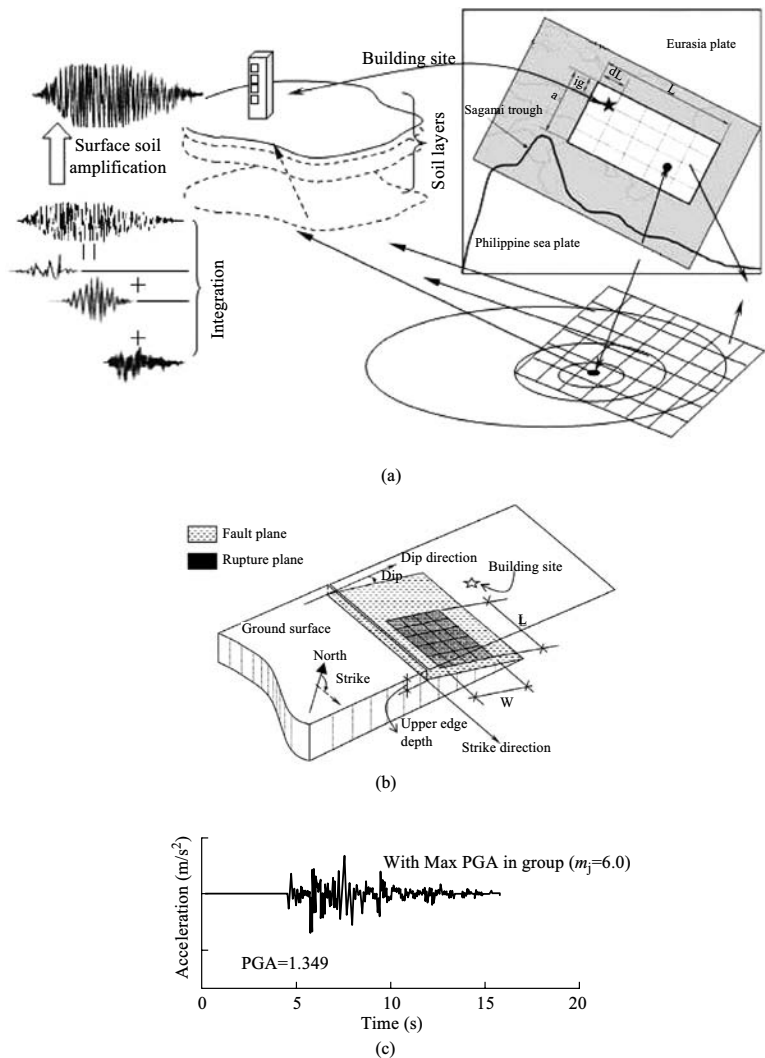 Building site
Eurasia plate
dL
L
ig
a
Sagami trough
Surface soil
amplification
Soil layers
Philippine sea plate
Integration
(a)
Fault plane
Rupture plane
Dip direction
Dip
Building site
Ground surface
L
North
Strike
W
Upper edge
depth
Strike direction
(b)
Acceleration (m/s²)
With Max PGA in group (mⱼ=6.0)
PGA=1.349
0 5 10 15 20
Time (s)
(c)